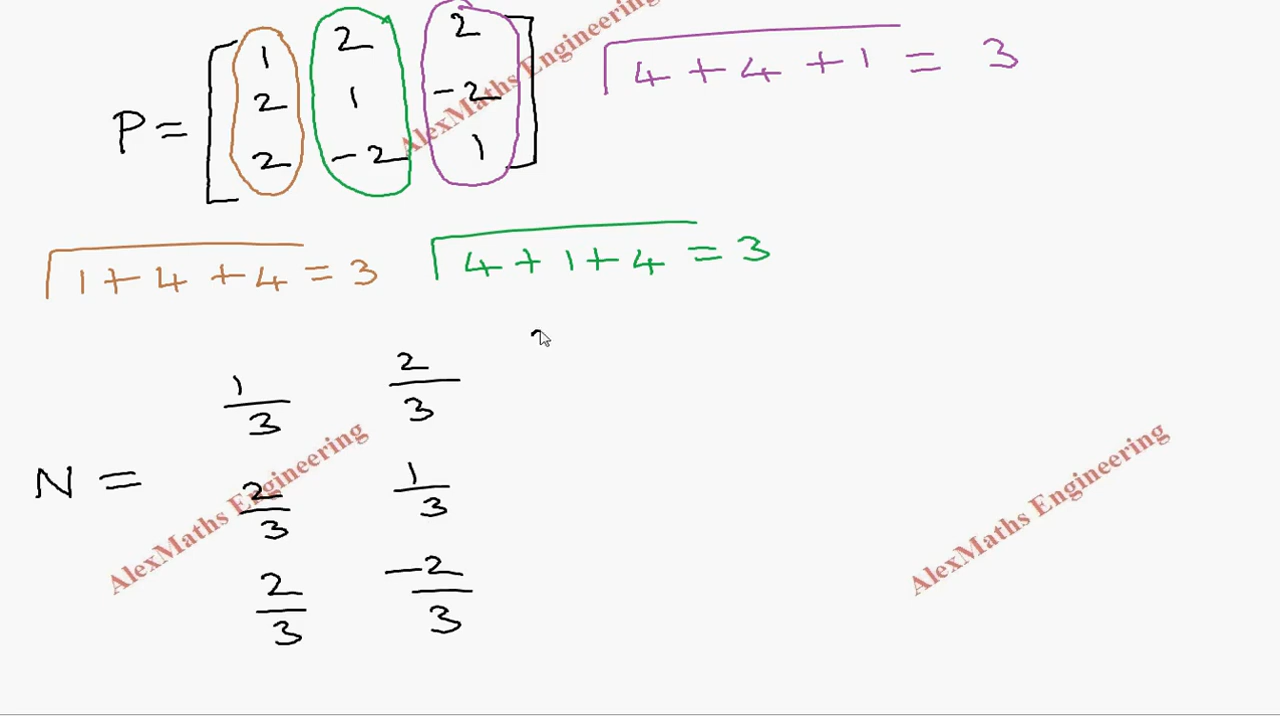 P = [ 1 2 2
2 1 -2
2 -2 1 ]
√4 + 4 + 1 = 3
√1 + 4 + 4 = 3
√4 + 1 + 4 = 3
1/3 2/3 2
N = 2/3 1/3
2/3 -2/3
AlexMaths Engineering
AlexMaths Engineering
AlexMaths Engineering